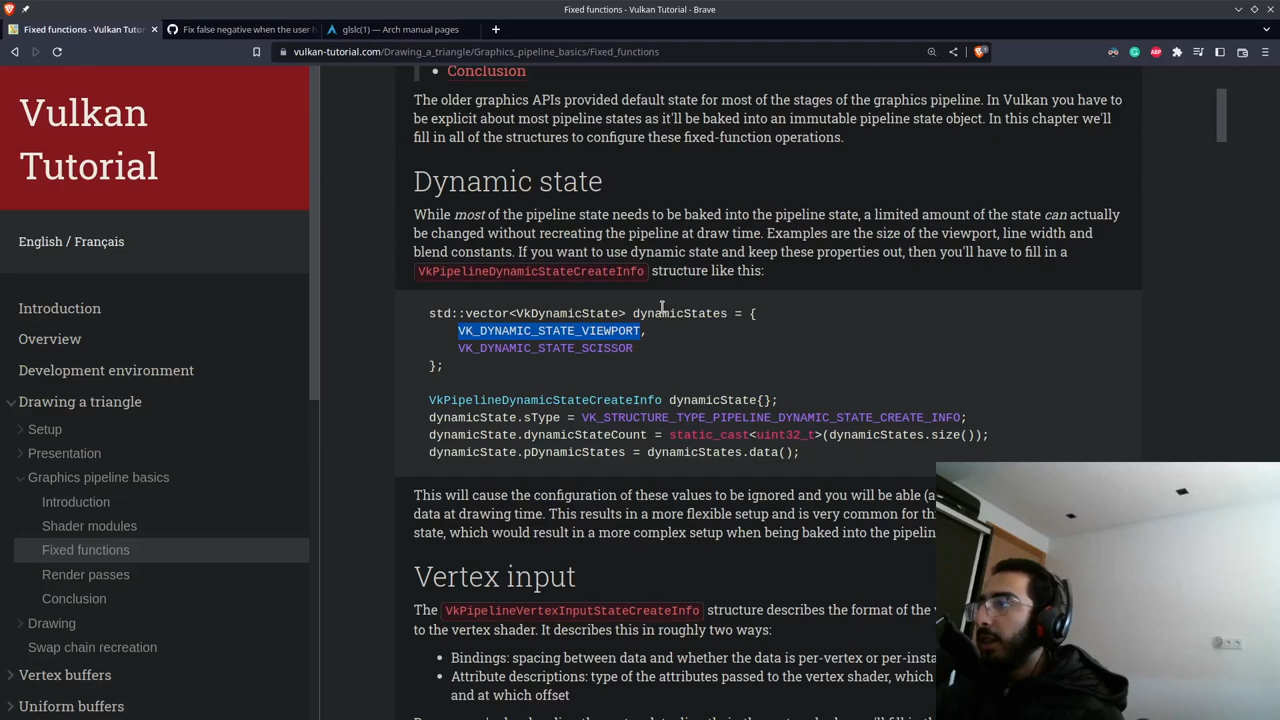 Fixed functions - Vulkan Tutorial - Brave
Fixed functions - Vulkan Tutorial
Fix false negative when the user h
glslc(1) — Arch manual pages
vulkan-tutorial.com/Drawing_a_triangle/Graphics_pipeline_basics/Fixed_functions
Vulkan
Tutorial
English / Français
Introduction
Overview
Development environment
Drawing a triangle
Setup
Presentation
Graphics pipeline basics
Introduction
Shader modules
Fixed functions
Render passes
Conclusion
Drawing
Swap chain recreation
Vertex buffers
Uniform buffers
Conclusion
The older graphics APIs provided default state for most of the stages of the graphics pipeline. In Vulkan you have to
be explicit about most pipeline states as it'll be baked into an immutable pipeline state object. In this chapter we'll
fill in all of the structures to configure these fixed-function operations.
Dynamic state
While most of the pipeline state needs to be baked into the pipeline state, a limited amount of the state can actually
be changed without recreating the pipeline at draw time. Examples are the size of the viewport, line width and
blend constants. If you want to use dynamic state and keep these properties out, then you'll have to fill in a
VkPipelineDynamicStateCreateInfo structure like this:
std::vector<VkDynamicState> dynamicStates = {
VK_DYNAMIC_STATE_VIEWPORT,
VK_DYNAMIC_STATE_SCISSOR
};
VkPipelineDynamicStateCreateInfo dynamicState{};
dynamicState.sType = VK_STRUCTURE_TYPE_PIPELINE_DYNAMIC_STATE_CREATE_INFO;
dynamicState.dynamicStateCount = static_cast<uint32_t>(dynamicStates.size());
dynamicState.pDynamicStates = dynamicStates.data();
This will cause the configuration of these values to be ignored and you will be able (a
data at drawing time. This results in a more flexible setup and is very common for thi
state, which would result in a more complex setup when being baked into the pipelin
Vertex input
The VkPipelineVertexInputStateCreateInfo structure describes the format of the v
to the vertex shader. It describes this in roughly two ways:
Bindings: spacing between data and whether the data is per-vertex or per-insta
Attribute descriptions: type of the attributes passed to the vertex shader, which
and at which offset